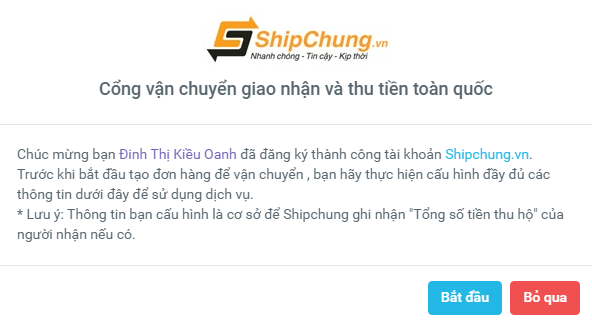 ShipChung.vn
Nhanh chóng - Tin cậy - Kịp thời
Cổng vận chuyển giao nhận và thu tiền toàn quốc
Chúc mừng bạn Đinh Thị Kiều Oanh đã đăng ký thành công tài khoản Shipchung.vn.
Trước khi bắt đầu tạo đơn hàng để vận chuyển , bạn hãy thực hiện cấu hình đầy đủ các
thông tin dưới đây để sử dụng dịch vụ.
* Lưu ý: Thông tin bạn cấu hình là cơ sở để Shipchung ghi nhận "Tổng số tiền thu hộ" của
người nhận nếu có.
Bắt đầu Bỏ qua